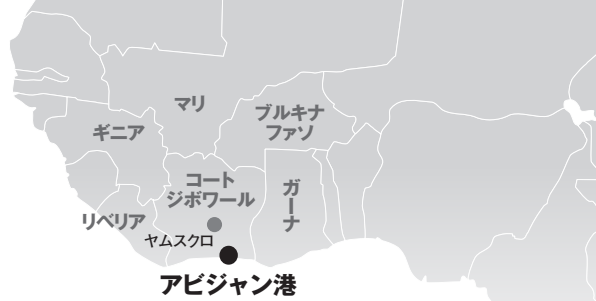 マリ
ブルキナ
ファソ
ギニア
コート
ジボワール
ガーナ
リベリア
ヤムスクロ
アビジャン港